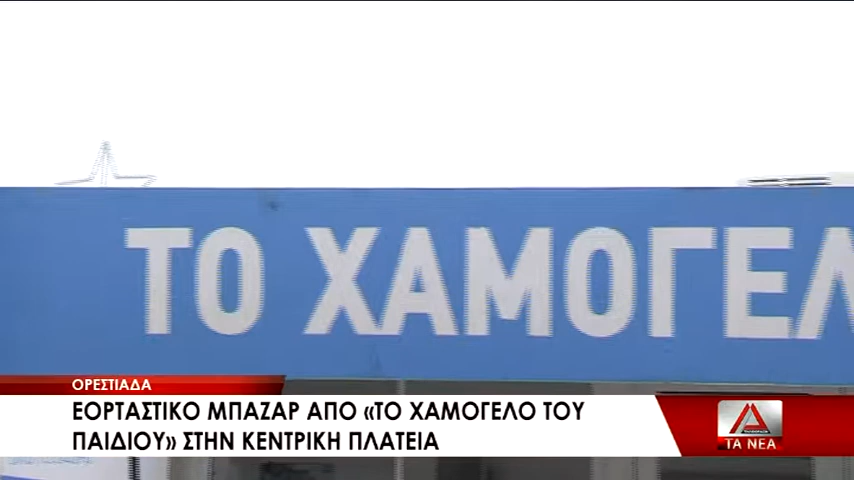 ΤΟ ΧΑΜΟΓΕΛ
ΟΡΕΣΤΙΑΔΑ
ΕΟΡΤΑΣΤΙΚΟ ΜΠΑΖΑΡ ΑΠΟ «ΤΟ ΧΑΜΟΓΕΛΟ ΤΟΥ
ΠΑΙΔΙΟΥ» ΣΤΗΝ ΚΕΝΤΡΙΚΗ ΠΛΑΤΕΙΑ
ΤΑ ΝΕΑ